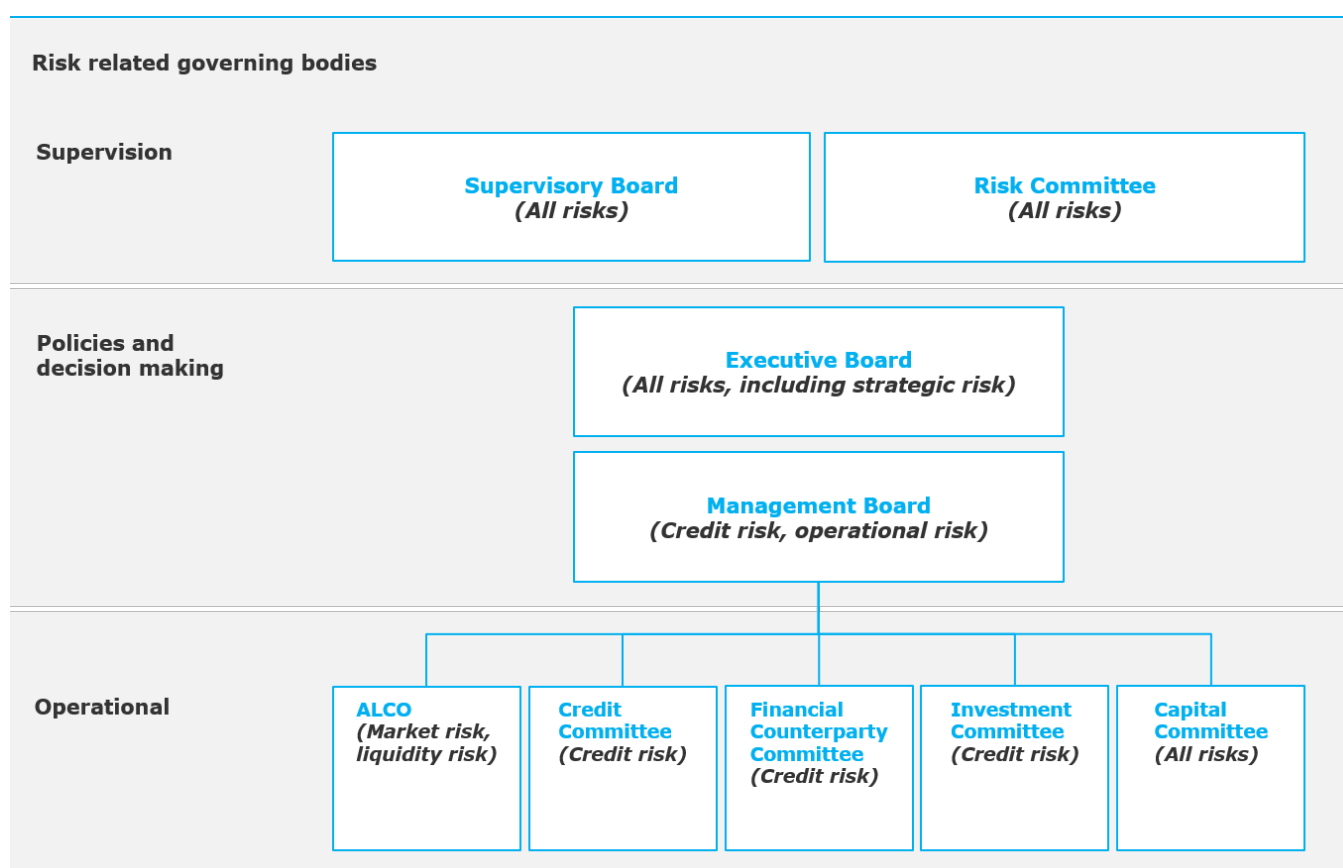 Risk related governing bodies
Supervision
Supervisory Board
(All risks)
Risk Committee
(All risks)
Policies and
decision making
Executive Board
(All risks, including strategic risk)
Management Board
(Credit risk, operational risk)
Operational
ALCO
(Market risk,
liquidity risk)
Credit
Committee
(Credit risk)
Financial
Counterparty
Committee
(Credit risk)
Investment
Committee
(Credit risk)
Capital
Committee
(All risks)